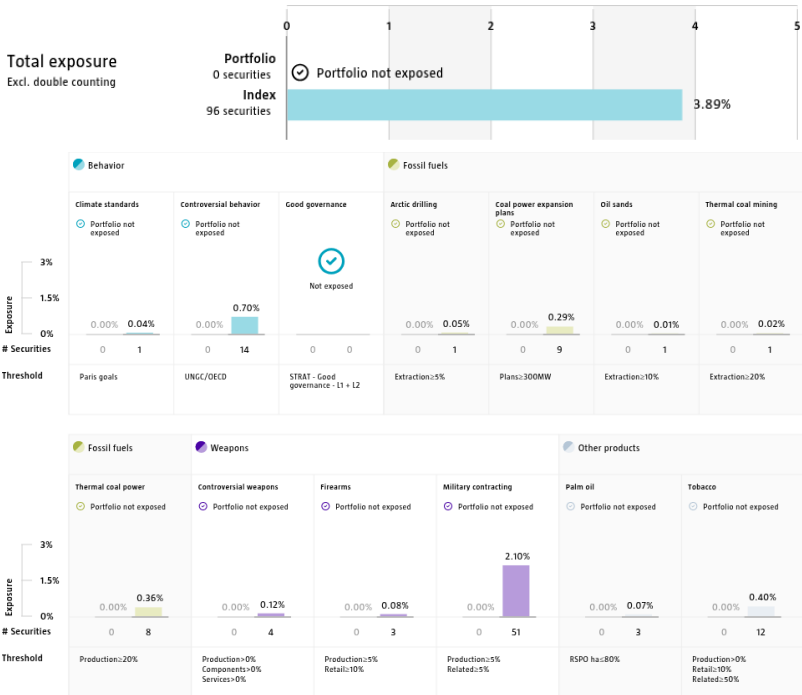 0 1 2 3 4 5
Total exposure
Excl. double counting
Portfolio
0 securities
Portfolio not exposed
Index
96 securities
3.89%
Behavior
Fossil fuels
Climate standards
Controversial behavior
Good governance
Arctic drilling
Coal power expansion
plans
Oil sands
Thermal coal mining
Portfolio not
exposed
Portfolio not
exposed
Not exposed
Portfolio not
exposed
Portfolio not
exposed
Portfolio not
exposed
Portfolio not
exposed
Exposure
3%
1.5%
0%
0.00% 0.04%
0.00% 0.70%
0.00% 0.05%
0.00% 0.29%
0.00% 0.01%
0.00% 0.02%
# Securities 0 1 0 14 0 0 0 1 0 9 0 1 0 1
Threshold
Paris goals
UNGC/OECD
STRAT - Good
governance - L1 + L2
Extraction≥5%
Plans≥300MW
Extraction≥10%
Extraction≥20%
Fossil fuels
Weapons
Other products
Thermal coal power
Controversial weapons
Firearms
Military contracting
Palm oil
Tobacco
Portfolio not exposed
Portfolio not exposed
Portfolio not exposed
Portfolio not exposed
Portfolio not exposed
Portfolio not exposed
Exposure
3%
1.5%
0%
0.00% 0.36%
0.00% 0.12%
0.00% 0.08%
0.00% 2.10%
0.00% 0.07%
0.00% 0.40%
# Securities 0 8 0 4 0 3 0 51 0 3 0 12
Threshold
Production≥20%
Production>0%
Components>0%
Services>0%
Production≥5%
Retail≥10%
Production≥5%
Related≥5%
RSPO ha≤80%
Production>0%
Retail≥10%
Related≥50%